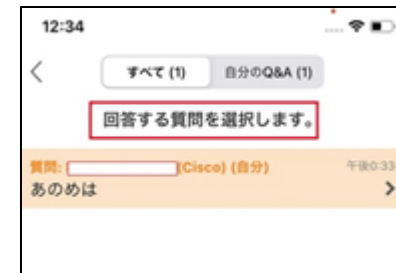 12:34
すべて (1) 自分のQ&A (1)
回答する質問を選択します。
質問: (Cisco) (自分) 午後0:33
あのめは